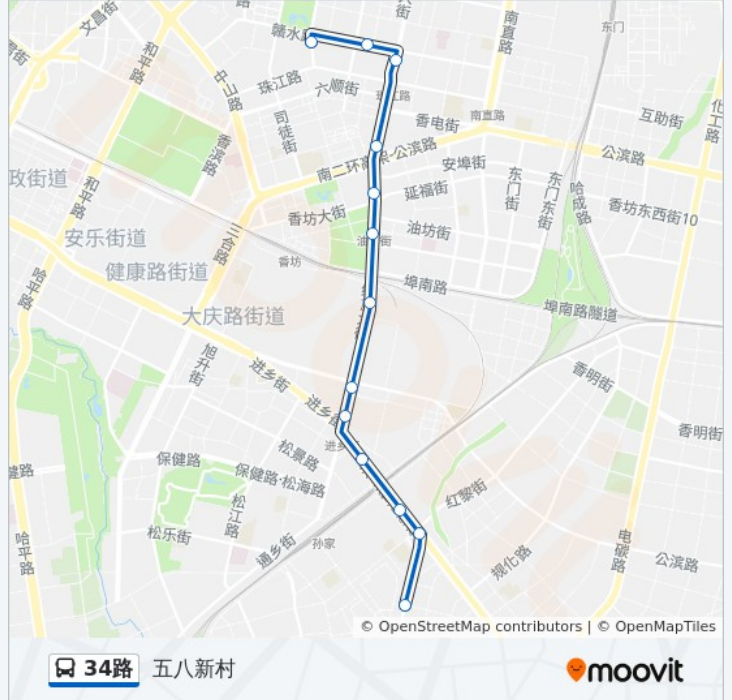 文昌街
和平路
赣水路
南直路
东门
中山路
珠江路
六顺街
司徒街
香电街
南直路
互助街
化工路
香滨路
南二环高架-公滨路
安埠街
公滨路
政街道
和平路
延福街
东门街
东门东街
哈成路
香坊东西街10
香坊大街
油坊街
安乐街道
三合路
香坊
健康路街道
哈平路
埠南路
埠南路隧道
大庆路街道
旭升街
进乡街
香明街
进乡街
香明街
松景路
保健路
保健路·松海路
松江路
红黎街
松乐街
哈平路
通乡街
孙家
规化路
电碳路
公滨路
© OpenStreetMap contributors | © OpenMapTiles
34路 五八新村
moovit